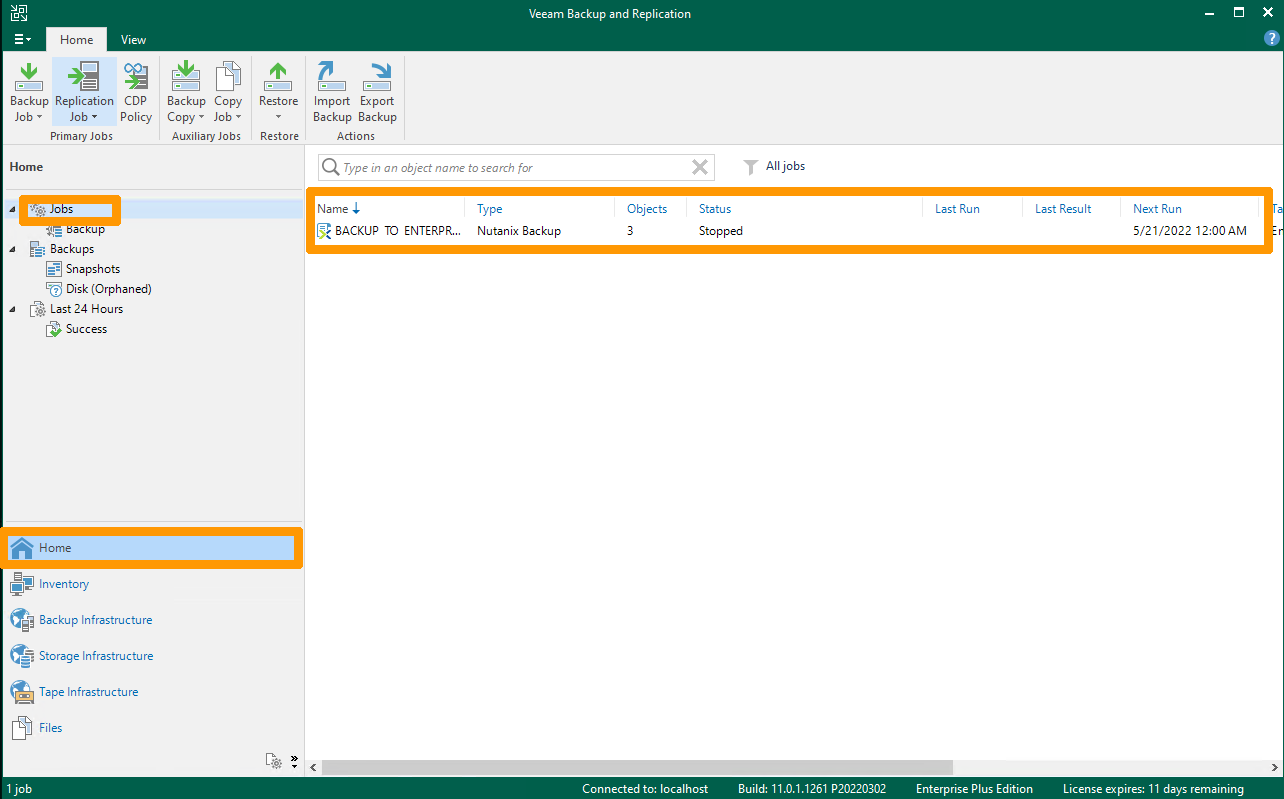 Veeam Backup and Replication
Home View
Backup Job
Replication Job
CDP Policy
Primary Jobs
Backup Copy
Copy Job
Auxiliary Jobs
Restore
Restore
Import Backup
Export Backup
Actions
Home
Jobs
Backup
Backups
Snapshots
Disk (Orphaned)
Last 24 Hours
Success
Home
Inventory
Backup Infrastructure
Storage Infrastructure
Tape Infrastructure
Files
Type in an object name to search for
All jobs
Name Type Objects Status Last Run Last Result Next Run Ta
BACKUP TO ENTERPR... Nutanix Backup 3 Stopped 5/21/2022 12:00 AM En
1 job Connected to: localhost Build: 11.0.1.1261 P20220302 Enterprise Plus Edition License expires: 11 days remaining